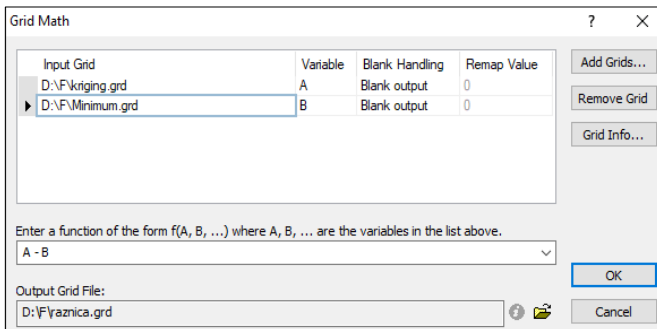 Grid Math ? ×
Input Grid Variable Blank Handling Remap Value
D:\F\kriging.grd A Blank output 0
D:\F\Minimum.grd B Blank output 0
Add Grids...
Remove Grid
Grid Info...
Enter a function of the form f(A, B, ...) where A, B, ... are the variables in the list above.
A - B
OK
Output Grid File:
D:\F\raznica.grd
Cancel